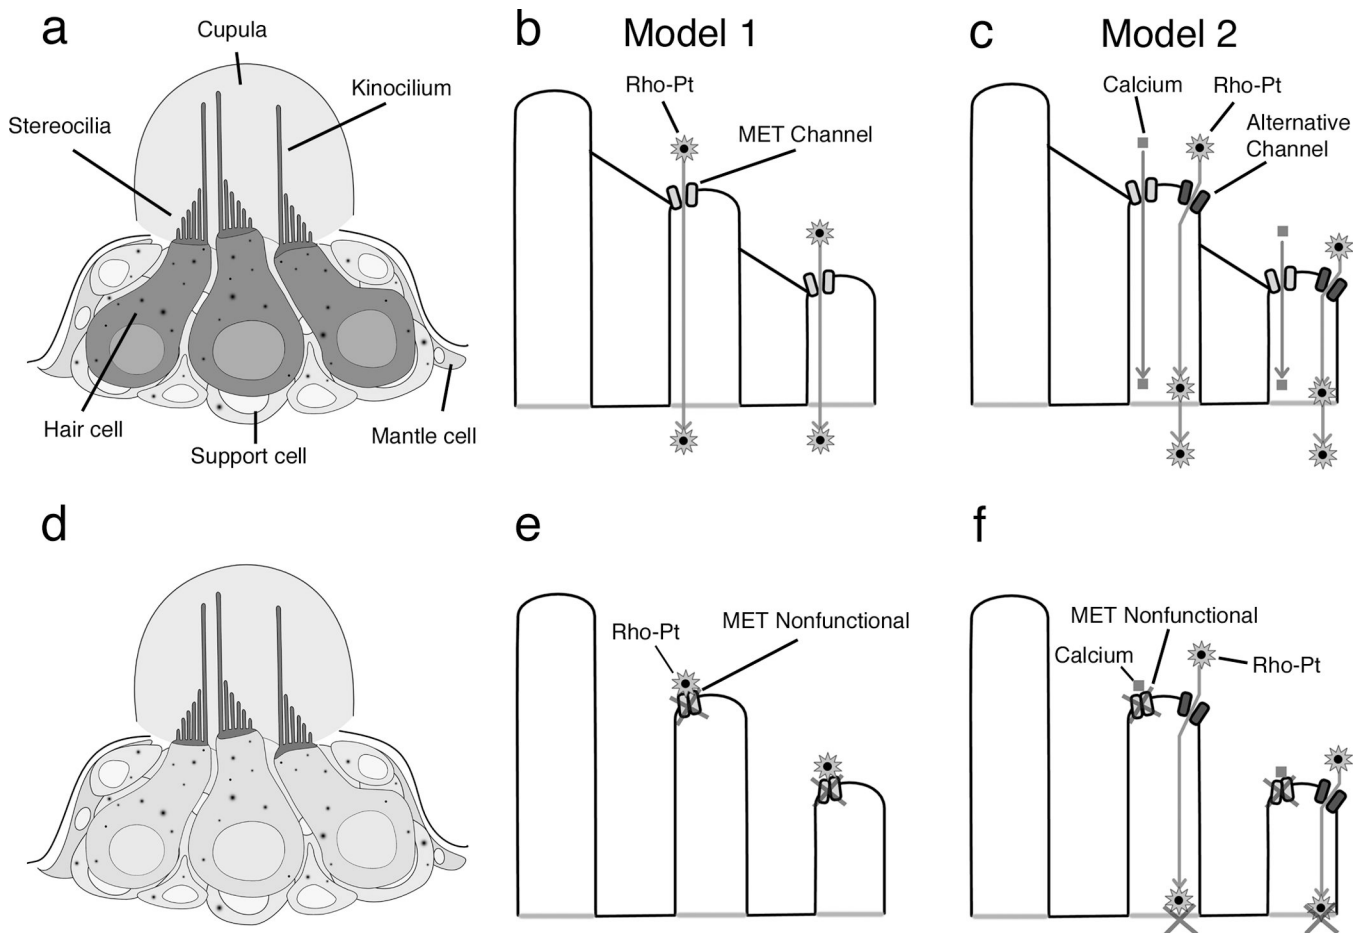 a
Cupula
Kinocilium
Stereocilia
Hair cell
Support cell
Mantle cell
b
Model 1
Rho-Pt
MET Channel
c
Model 2
Calcium
Rho-Pt
Alternative
Channel
d
e
Rho-Pt
MET Nonfunctional
f
MET Nonfunctional
Calcium
Rho-Pt